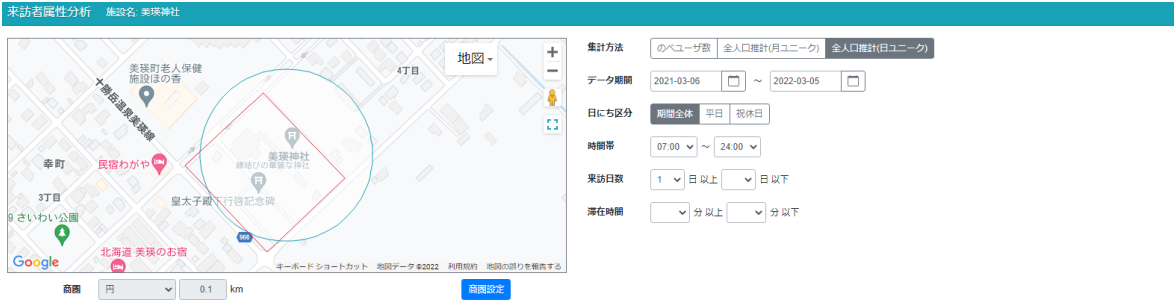 来訪者属性分析 施設名: 美瑛神社
地図
4丁目
美瑛町老人保健
施設ほの香
十勝岳温泉美瑛線
美瑛神社
縁結びの華麗な神社
幸町
民宿わがや
3丁目
皇太子殿下行啓記念碑
9 さいわい公園
966
北海道 美瑛のお宿
Google
キーボード ショートカット 地図データ ©2022 利用規約 地図の誤りを報告する
商圏 円 0.1 km 商圏設定
集計方法 のべユーザ数 全人口推計(月ユニーク) 全人口推計(日ユニーク)
データ期間 2021-03-06 ~ 2022-03-05
日にち区分 期間全体 平日 祝休日
時間帯 07:00 ~ 24:00
来訪日数 1 日 以上 日 以下
滞在時間 分 以上 分 以下